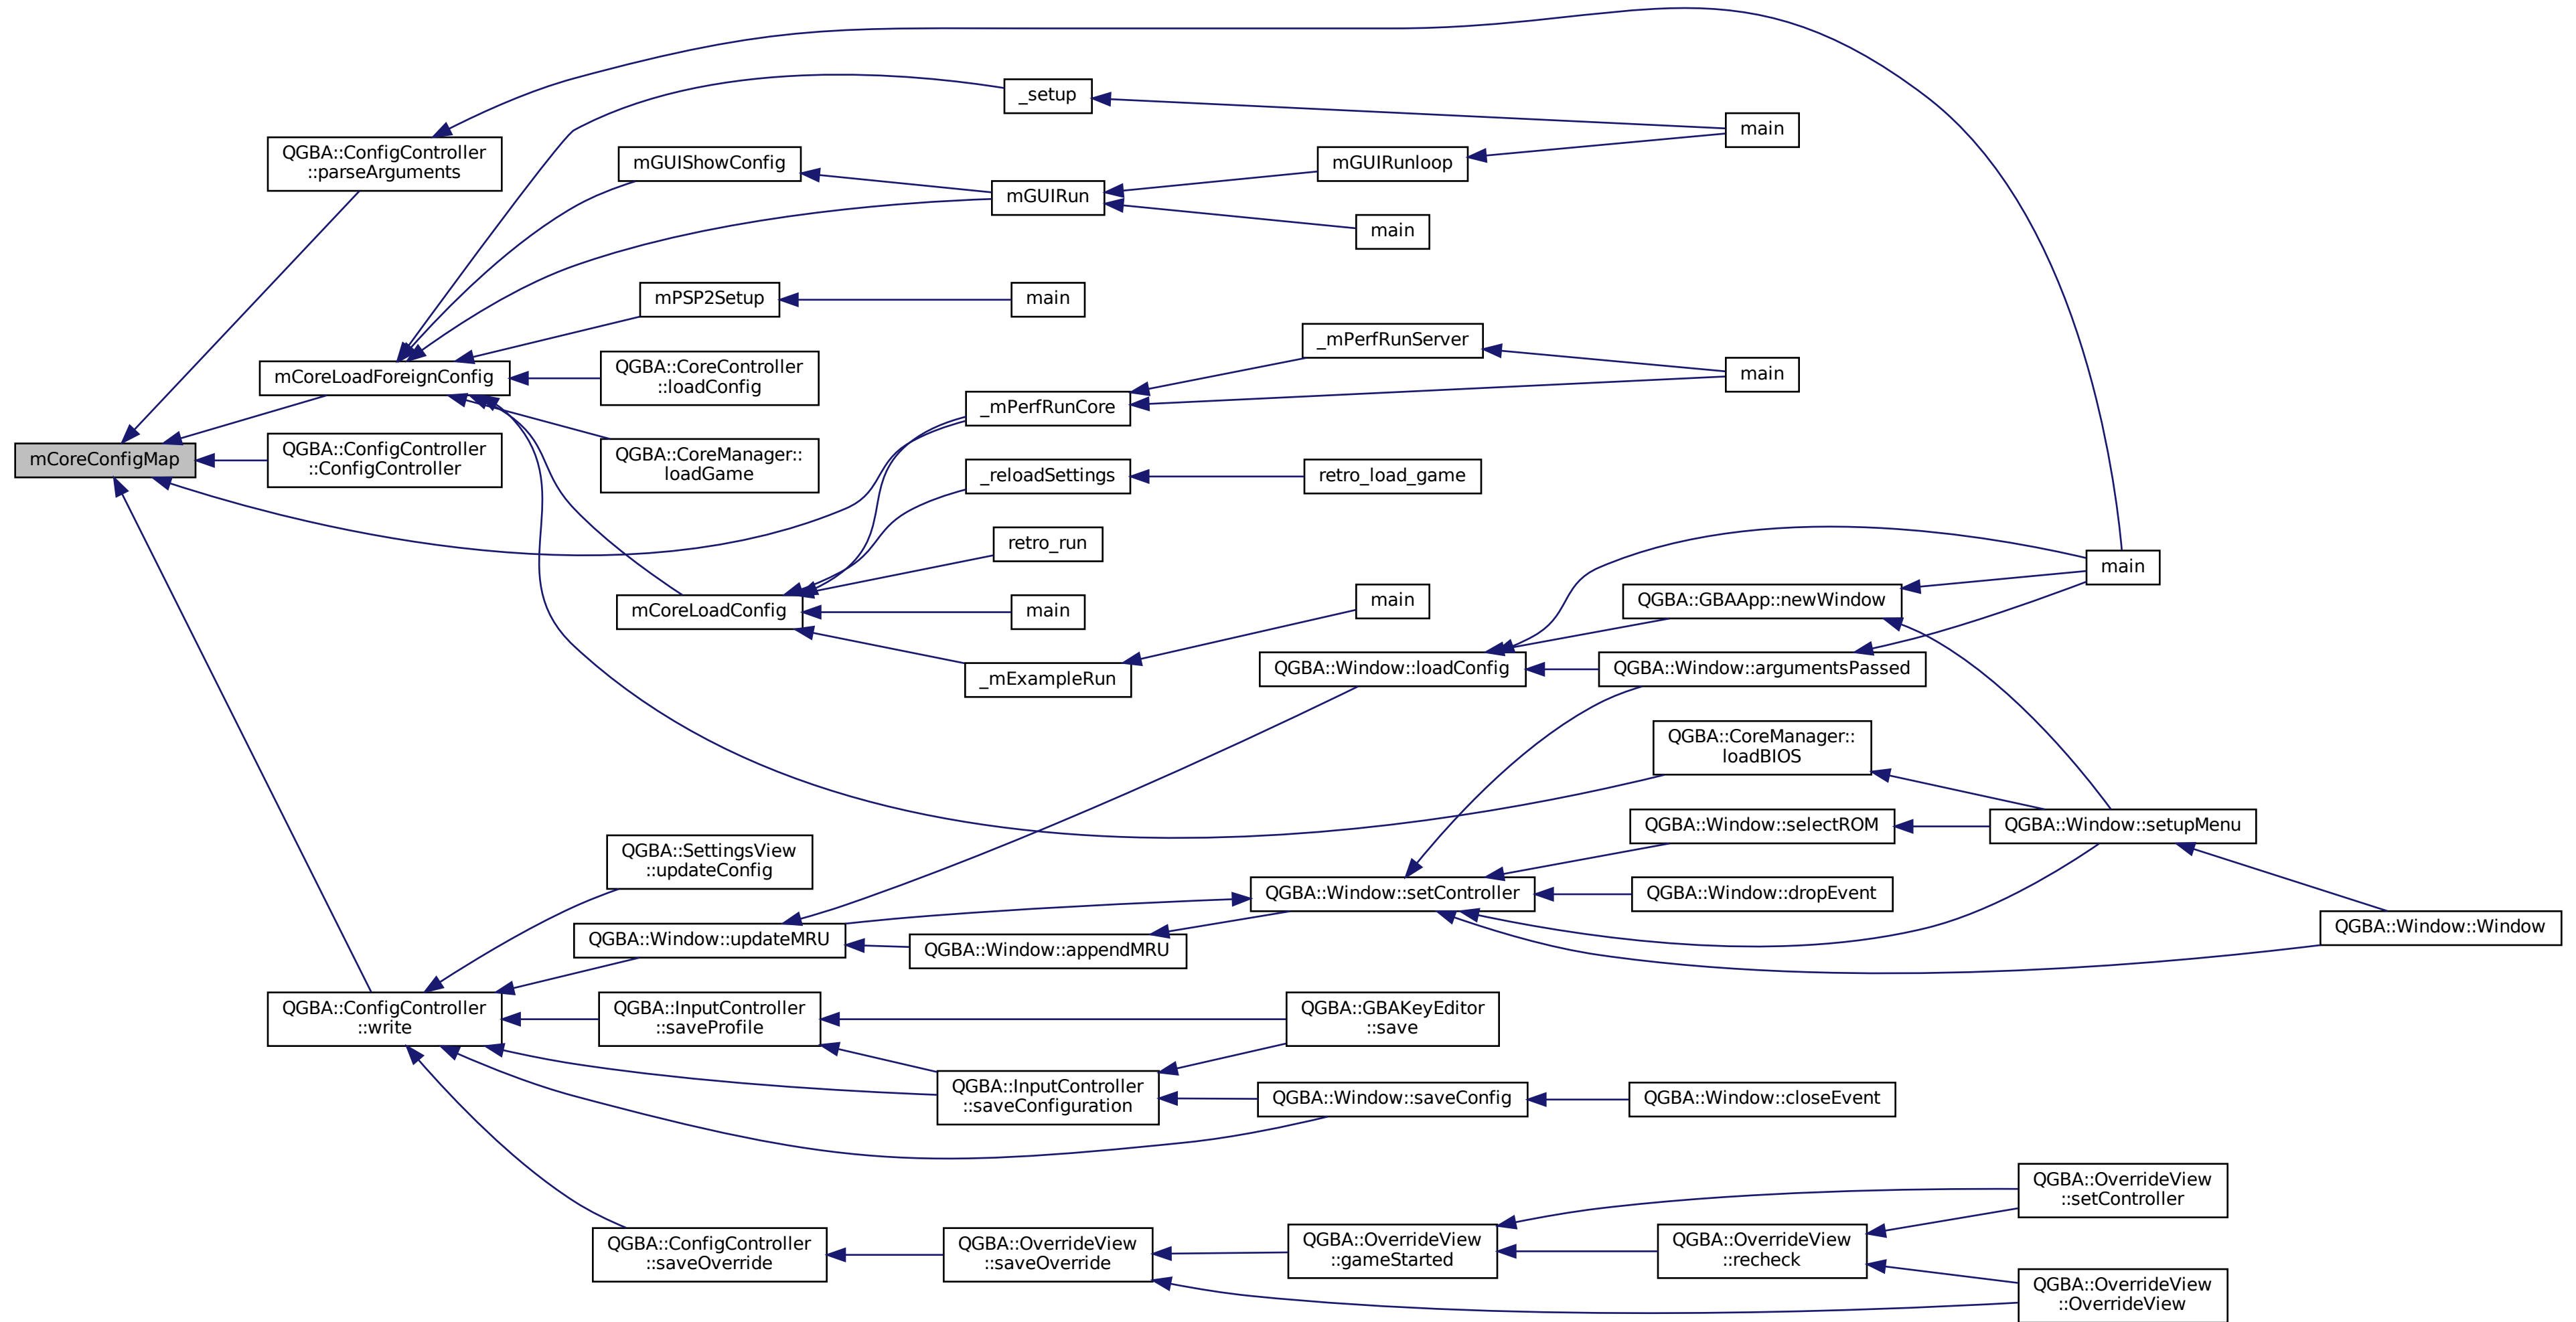 _setup
main
QGBA::ConfigController
::parseArguments
mGUIShowConfig
mGUIRunloop
mGUIRun
main
mPSP2Setup
main
_mPerfRunServer
mCoreLoadForeignConfig
QGBA::CoreController
::loadConfig
main
_mPerfRunCore
mCoreConfigMap
QGBA::ConfigController
::ConfigController
QGBA::CoreManager::
loadGame
_reloadSettings
retro_load_game
retro_run
main
mCoreLoadConfig
main
main
QGBA::GBAApp::newWindow
_mExampleRun
QGBA::Window::loadConfig
QGBA::Window::argumentsPassed
QGBA::CoreManager::
loadBIOS
QGBA::Window::selectROM
QGBA::Window::setupMenu
QGBA::SettingsView
::updateConfig
QGBA::Window::setController
QGBA::Window::dropEvent
QGBA::Window::updateMRU
QGBA::Window::appendMRU
QGBA::Window::Window
QGBA::ConfigController
::write
QGBA::InputController
::saveProfile
QGBA::GBAKeyEditor
::save
QGBA::InputController
::saveConfiguration
QGBA::Window::saveConfig
QGBA::Window::closeEvent
QGBA::OverrideView
::setController
QGBA::ConfigController
::saveOverride
QGBA::OverrideView
::saveOverride
QGBA::OverrideView
::gameStarted
QGBA::OverrideView
::recheck
QGBA::OverrideView
::OverrideView